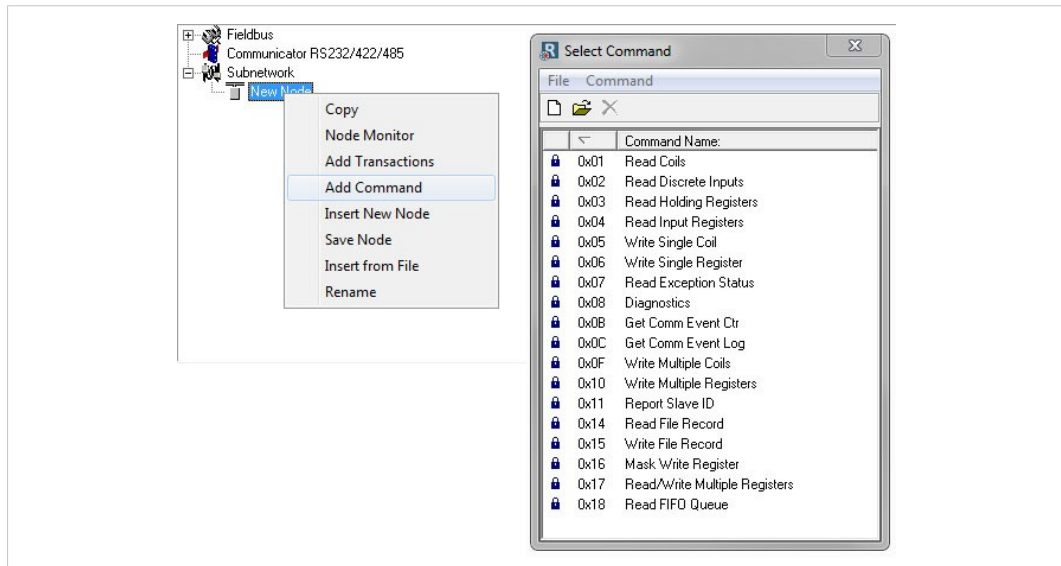 Fieldbus
Communicator RS232/422/485
Subnetwork
New Node
Copy
Node Monitor
Add Transactions
Add Command
Insert New Node
Save Node
Insert from File
Rename
Select Command
File Command
Command Name:
0x01 Read Coils
0x02 Read Discrete Inputs
0x03 Read Holding Registers
0x04 Read Input Registers
0x05 Write Single Coil
0x06 Write Single Register
0x07 Read Exception Status
0x08 Diagnostics
0x0B Get Comm Event Ctr
0x0C Get Comm Event Log
0x0F Write Multiple Coils
0x10 Write Multiple Registers
0x11 Report Slave ID
0x14 Read File Record
0x15 Write File Record
0x16 Mask Write Register
0x17 Read/Write Multiple Registers
0x18 Read FIFO Queue